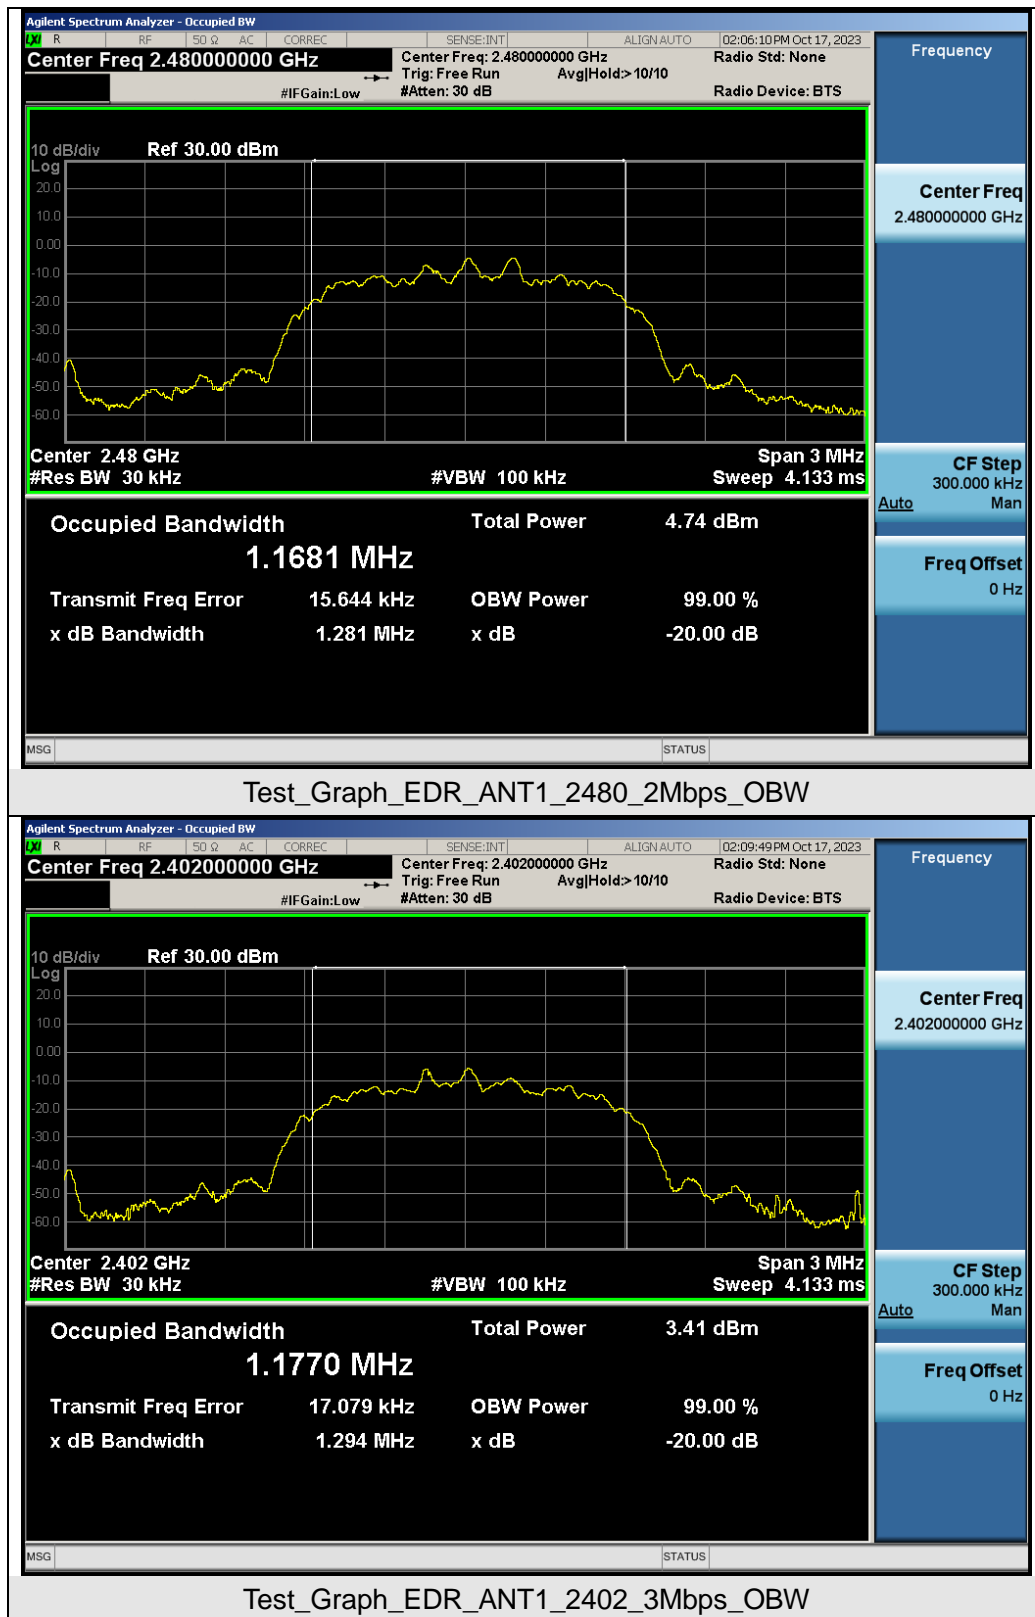 Agilent Spectrum Analyzer - Occupied BW
LXI R RF 50 Ω AC CORREC SENSE:INT ALIGN AUTO 02:06:10 PM Oct 17, 2023
Center Freq 2.480000000 GHz Center Freq: 2.480000000 GHz Radio Std: None
Trig: Free Run Avg|Hold:> 10/10
#IFGain:Low #Atten: 30 dB Radio Device: BTS
10 dB/div Ref 30.00 dBm
Log
20.0
10.0
0.00
-10.0
-20.0
-30.0
-40.0
-50.0
-60.0
Center 2.48 GHz Span 3 MHz
#Res BW 30 kHz #VBW 100 kHz Sweep 4.133 ms
Occupied Bandwidth Total Power 4.74 dBm
1.1681 MHz
Transmit Freq Error 15.644 kHz OBW Power 99.00 %
x dB Bandwidth 1.281 MHz x dB -20.00 dB
MSG STATUS
Frequency
Center Freq
2.480000000 GHz
CF Step
300.000 kHz
Auto Man
Freq Offset
0 Hz
Test_Graph_EDR_ANT1_2480_2Mbps_OBW
Agilent Spectrum Analyzer - Occupied BW
LXI R RF 50 Ω AC CORREC SENSE:INT ALIGN AUTO 02:09:49 PM Oct 17, 2023
Center Freq 2.402000000 GHz Center Freq: 2.402000000 GHz Radio Std: None
Trig: Free Run Avg|Hold:> 10/10
#IFGain:Low #Atten: 30 dB Radio Device: BTS
10 dB/div Ref 30.00 dBm
Log
20.0
10.0
0.00
-10.0
-20.0
-30.0
-40.0
-50.0
-60.0
Center 2.402 GHz Span 3 MHz
#Res BW 30 kHz #VBW 100 kHz Sweep 4.133 ms
Occupied Bandwidth Total Power 3.41 dBm
1.1770 MHz
Transmit Freq Error 17.079 kHz OBW Power 99.00 %
x dB Bandwidth 1.294 MHz x dB -20.00 dB
MSG STATUS
Frequency
Center Freq
2.402000000 GHz
CF Step
300.000 kHz
Auto Man
Freq Offset
0 Hz
Test_Graph_EDR_ANT1_2402_3Mbps_OBW